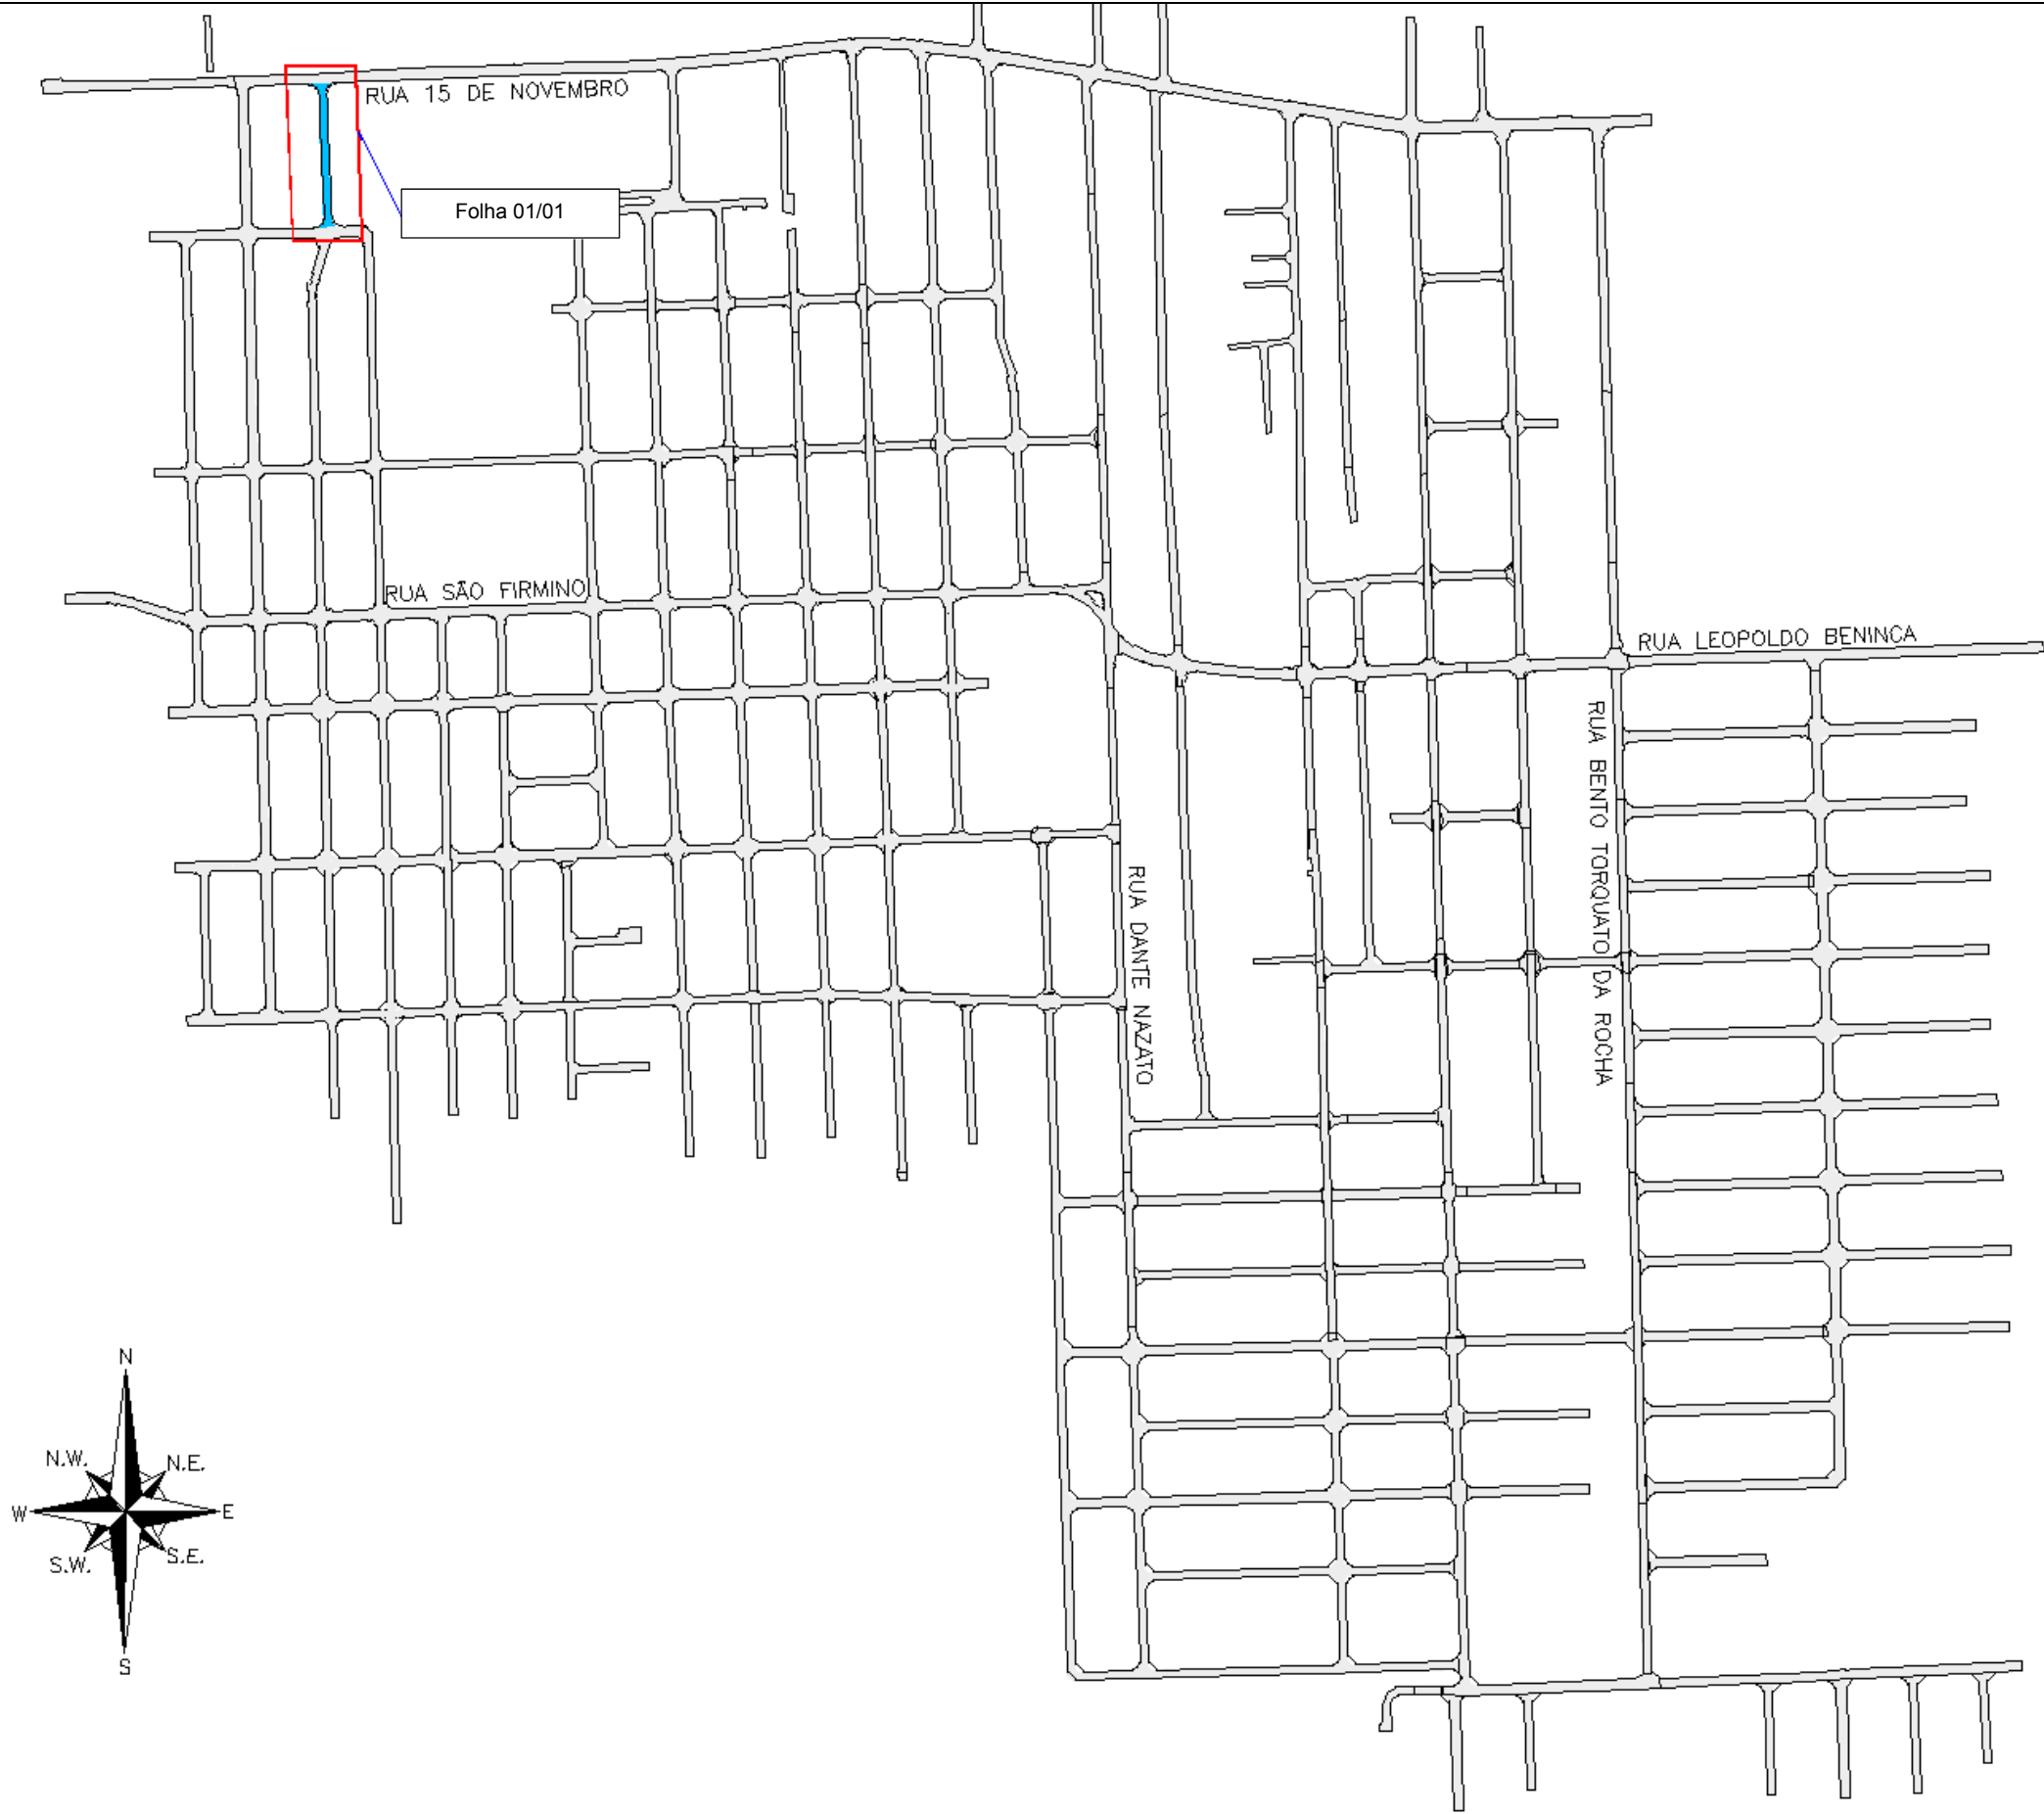 RUA 15 DE NOVEMBRO
Folha 01/01
RUA SÃO FIRMINO
RUA LEOPOLDO BENINCA
RUA BENTO TORQUATO DA ROCHA
RUA DANTE NAZATO
N
N.W.
N.E.
W
E
S.W.
S.E.
S